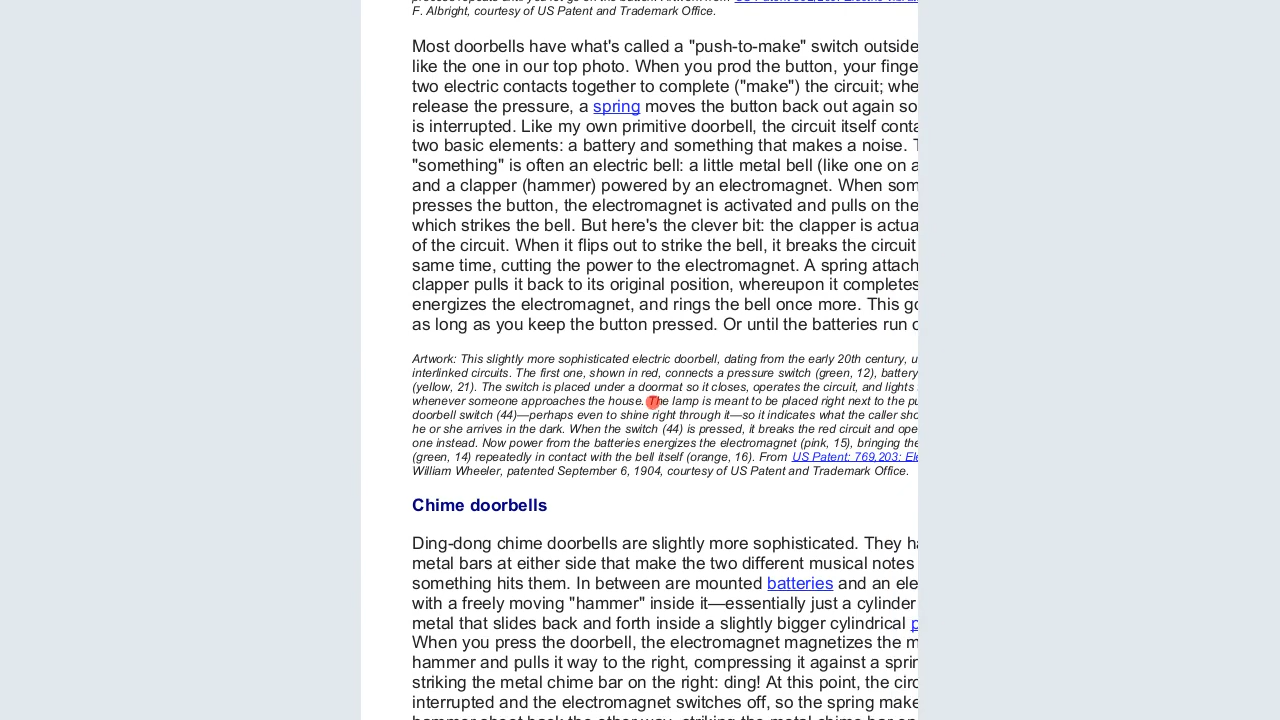 F. Albright, courtesy of US Patent and Trademark Office.
Most doorbells have what's called a "push-to-make" switch outside
like the one in our top photo. When you prod the button, your finge
two electric contacts together to complete ("make") the circuit; whe
release the pressure, a spring moves the button back out again so
is interrupted. Like my own primitive doorbell, the circuit itself conta
two basic elements: a battery and something that makes a noise. T
"something" is often an electric bell: a little metal bell (like one on a
and a clapper (hammer) powered by an electromagnet. When som
presses the button, the electromagnet is activated and pulls on the
which strikes the bell. But here's the clever bit: the clapper is actua
of the circuit. When it flips out to strike the bell, it breaks the circuit
same time, cutting the power to the electromagnet. A spring attach
clapper pulls it back to its original position, whereupon it completes
energizes the electromagnet, and rings the bell once more. This go
as long as you keep the button pressed. Or until the batteries run o
Artwork: This slightly more sophisticated electric doorbell, dating from the early 20th century, u
interlinked circuits. The first one, shown in red, connects a pressure switch (green, 12), battery
(yellow, 21). The switch is placed under a doormat so it closes, operates the circuit, and lights
whenever someone approaches the house. The lamp is meant to be placed right next to the pu
doorbell switch (44)—perhaps even to shine right through it—so it indicates what the caller sho
he or she arrives in the dark. When the switch (44) is pressed, it breaks the red circuit and ope
one instead. Now power from the batteries energizes the electromagnet (pink, 15), bringing the
(green, 14) repeatedly in contact with the bell itself (orange, 16). From US Patent: 769,203: Ele
William Wheeler, patented September 6, 1904, courtesy of US Patent and Trademark Office.
Chime doorbells
Ding-dong chime doorbells are slightly more sophisticated. They ha
metal bars at either side that make the two different musical notes
something hits them. In between are mounted batteries and an ele
with a freely moving "hammer" inside it—essentially just a cylinder
metal that slides back and forth inside a slightly bigger cylindrical p
When you press the doorbell, the electromagnet magnetizes the m
hammer and pulls it way to the right, compressing it against a sprin
striking the metal chime bar on the right: ding! At this point, the circ
interrupted and the electromagnet switches off, so the spring make